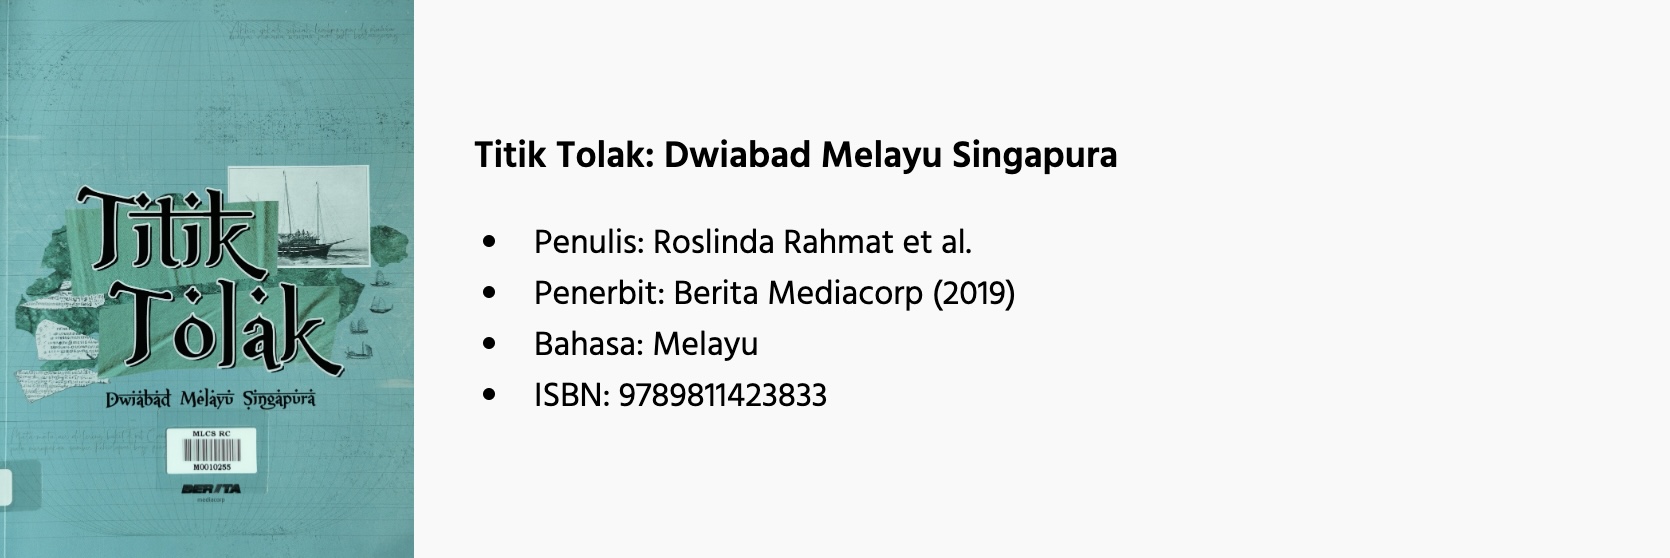 Titik
Tolak
Dwiabad Melayu Singapura
MLCS RC
M0010255
BERITA
mediacorp
Titik Tolak: Dwiabad Melayu Singapura
• Penulis: Roslinda Rahmat et al.
• Penerbit: Berita Mediacorp (2019)
• Bahasa: Melayu
• ISBN: 9789811423833